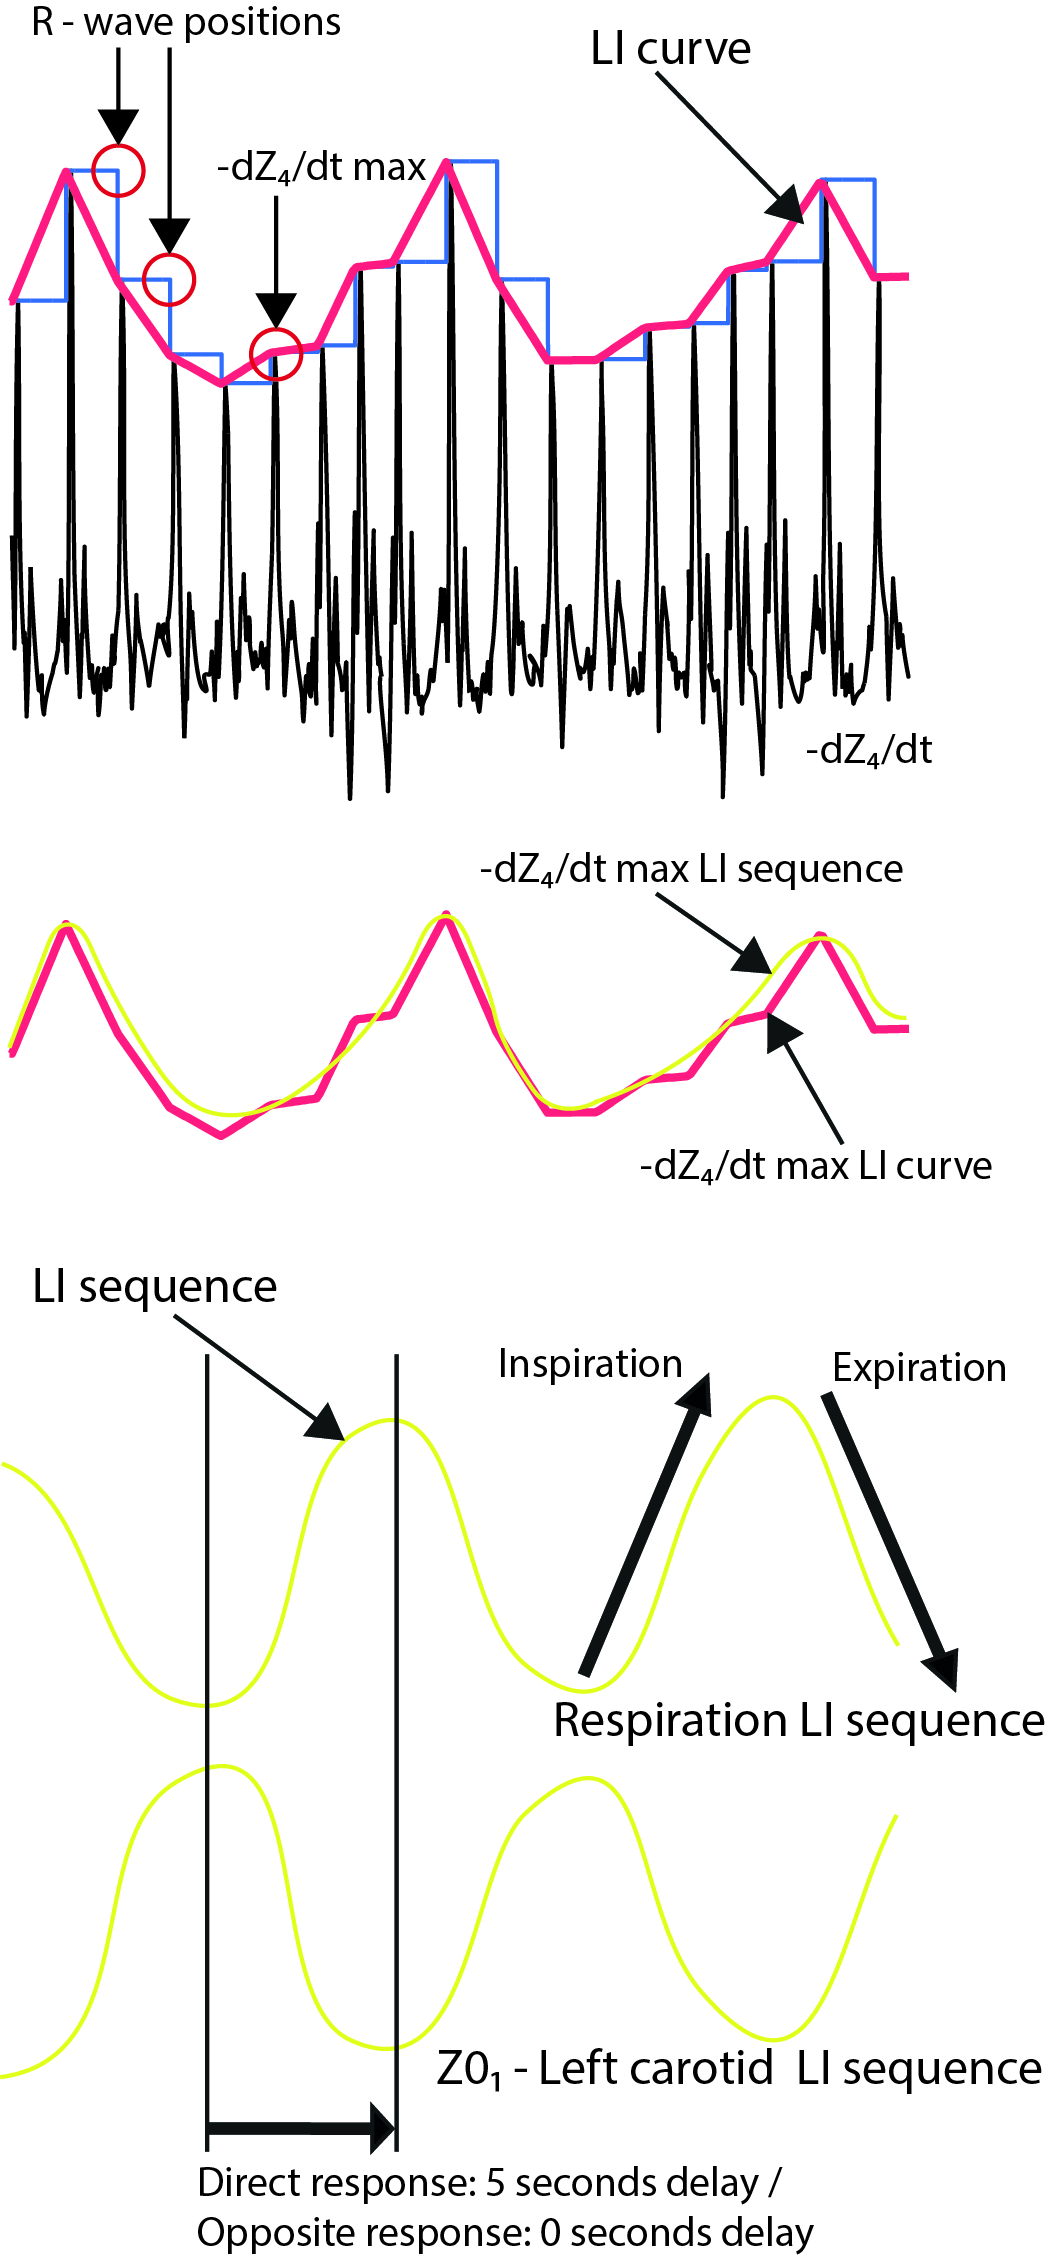 R - wave positions
LI curve
-dZ₄/dt max
-dZ₄/dt
-dZ₄/dt max LI sequence
-dZ₄/dt max LI curve
LI sequence
Inspiration
Expiration
Respiration LI sequence
Z0₁ - Left carotid LI sequence
Direct response: 5 seconds delay /
Opposite response: 0 seconds delay